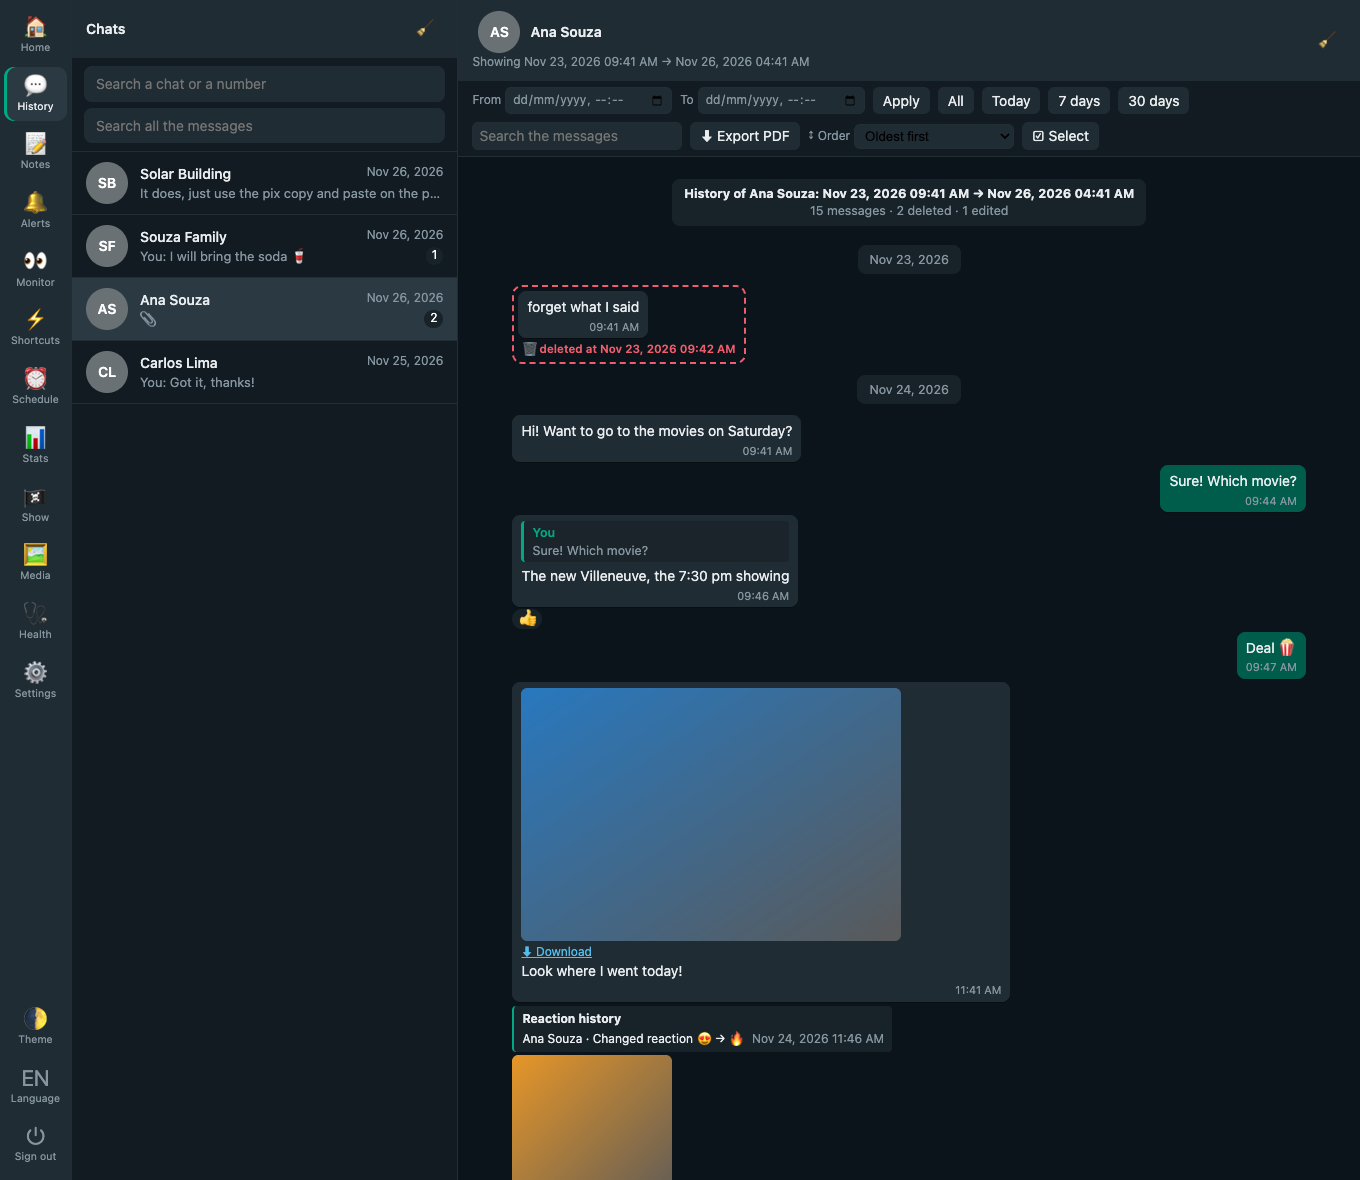 Home
History
Notes
Alerts
Monitor
Shortcuts
Schedule
Stats
Show
Media
Health
Settings
Theme
EN
Language
Sign out
Chats
Search a chat or a number
Search all the messages
SB
Solar Building
Nov 26, 2026
It does, just use the pix copy and paste on the p...
SF
Souza Family
Nov 26, 2026
You: I will bring the soda 🥤
1
AS
Ana Souza
Nov 26, 2026
📎
2
CL
Carlos Lima
Nov 25, 2026
You: Got it, thanks!
AS
Ana Souza
Showing Nov 23, 2026 09:41 AM → Nov 26, 2026 04:41 AM
From dd/mm/yyyy, --:-- To dd/mm/yyyy, --:-- Apply All Today 7 days 30 days
Search the messages ⬇ Export PDF ↕ Order Oldest first ☑ Select
History of Ana Souza: Nov 23, 2026 09:41 AM → Nov 26, 2026 04:41 AM
15 messages · 2 deleted · 1 edited
Nov 23, 2026
forget what I said
09:41 AM
🗑 deleted at Nov 23, 2026 09:42 AM
Nov 24, 2026
Hi! Want to go to the movies on Saturday?
09:41 AM
Sure! Which movie?
09:44 AM
You
Sure! Which movie?
The new Villeneuve, the 7:30 pm showing
09:46 AM
👍
Deal 🍿
09:47 AM
⬇ Download
Look where I went today!
11:41 AM
Reaction history
Ana Souza · Changed reaction 😍 → 🔥 Nov 24, 2026 11:46 AM